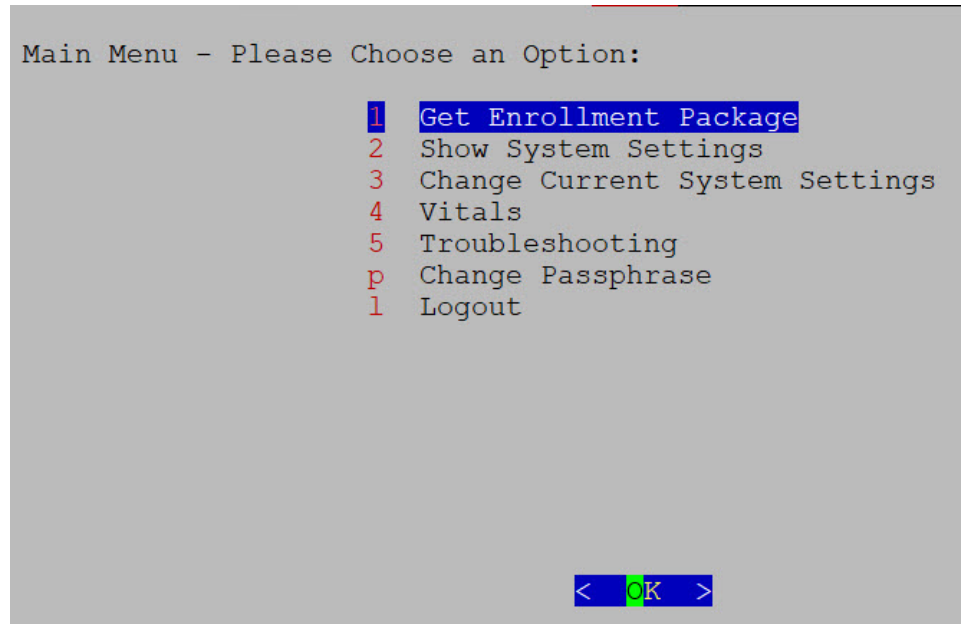 Main Menu - Please Choose an Option:
1 Get Enrollment Package
2 Show System Settings
3 Change Current System Settings
4 Vitals
5 Troubleshooting
p Change Passphrase
l Logout
< OK >